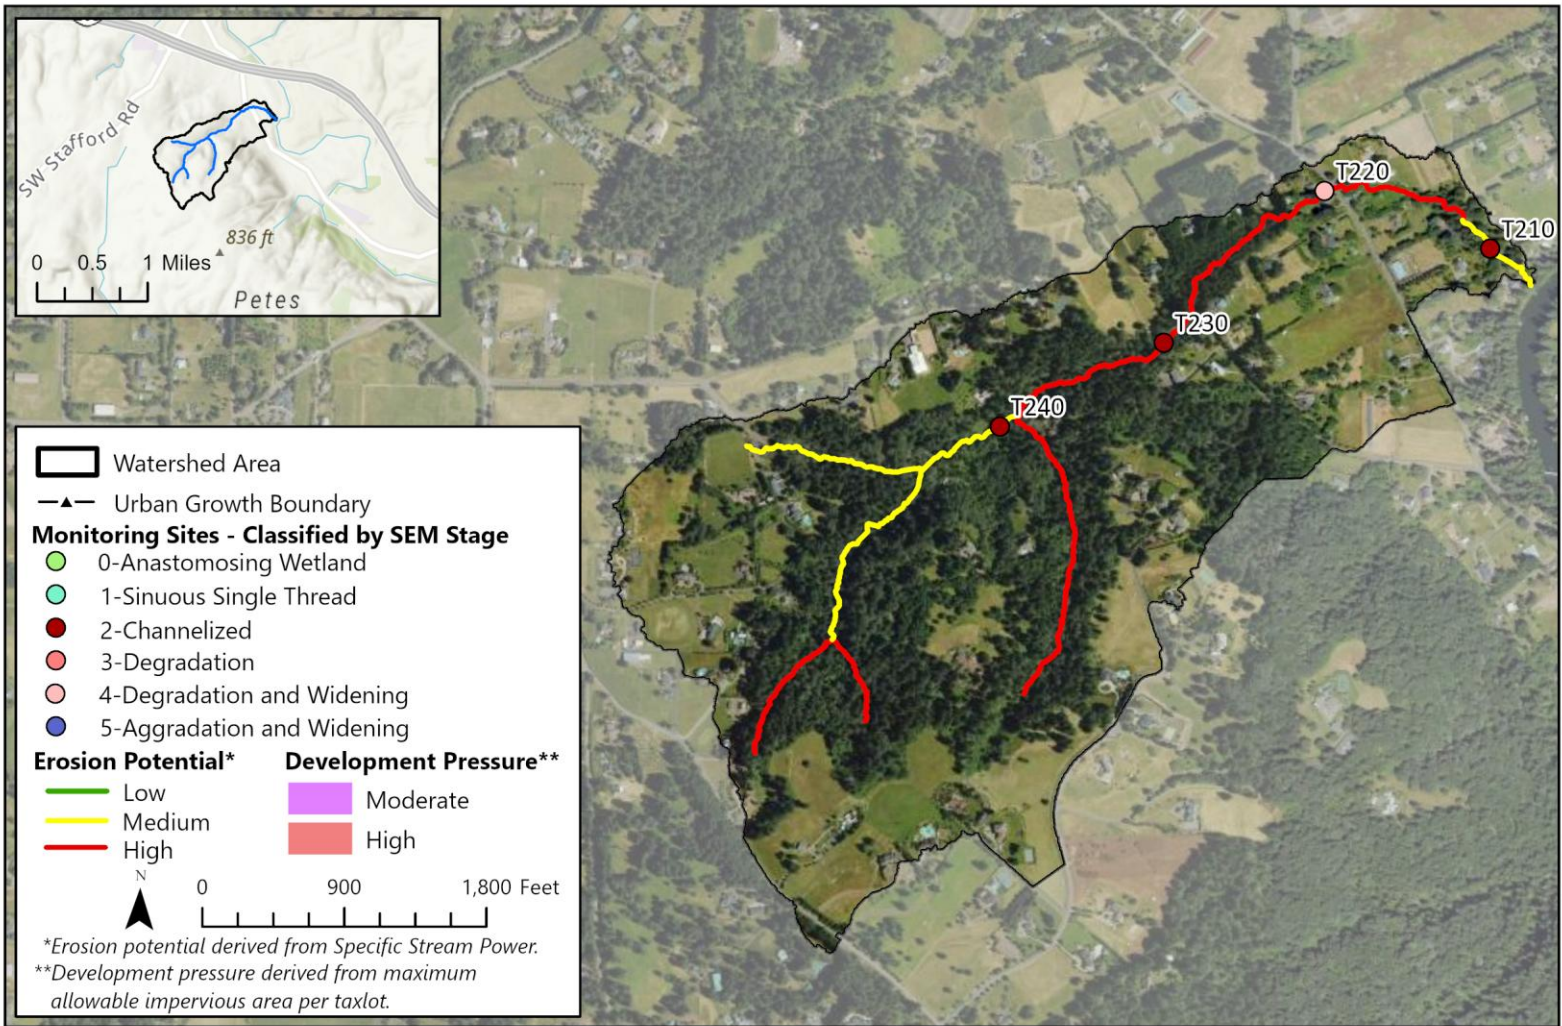 SW Stafford Rd
836 ft
0 0.5 1 Miles
Petes
T220
T210
T230
T240
Watershed Area
Urban Growth Boundary
Monitoring Sites - Classified by SEM Stage
0-Anastomosing Wetland
1-Sinuous Single Thread
2-Channelized
3-Degradation
4-Degradation and Widening
5-Aggradation and Widening
Erosion Potential* Development Pressure**
Low
Medium
High
Moderate
High
N
0 900 1,800 Feet
*Erosion potential derived from Specific Stream Power.
**Development pressure derived from maximum
allowable impervious area per taxlot.